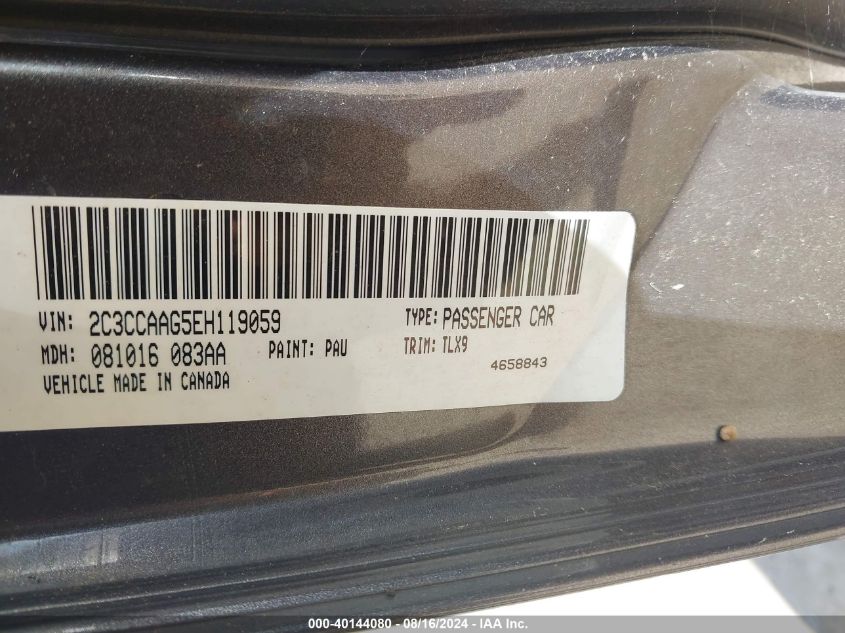 VIN: 2C3CCAAG5EH119059 TYPE: PASSENGER CAR
MDH: 081016 083AA PAINT: PAU TRIM: TLX9
VEHICLE MADE IN CANADA 4658843
000-40144080 - 08/16/2024 - IAA Inc.